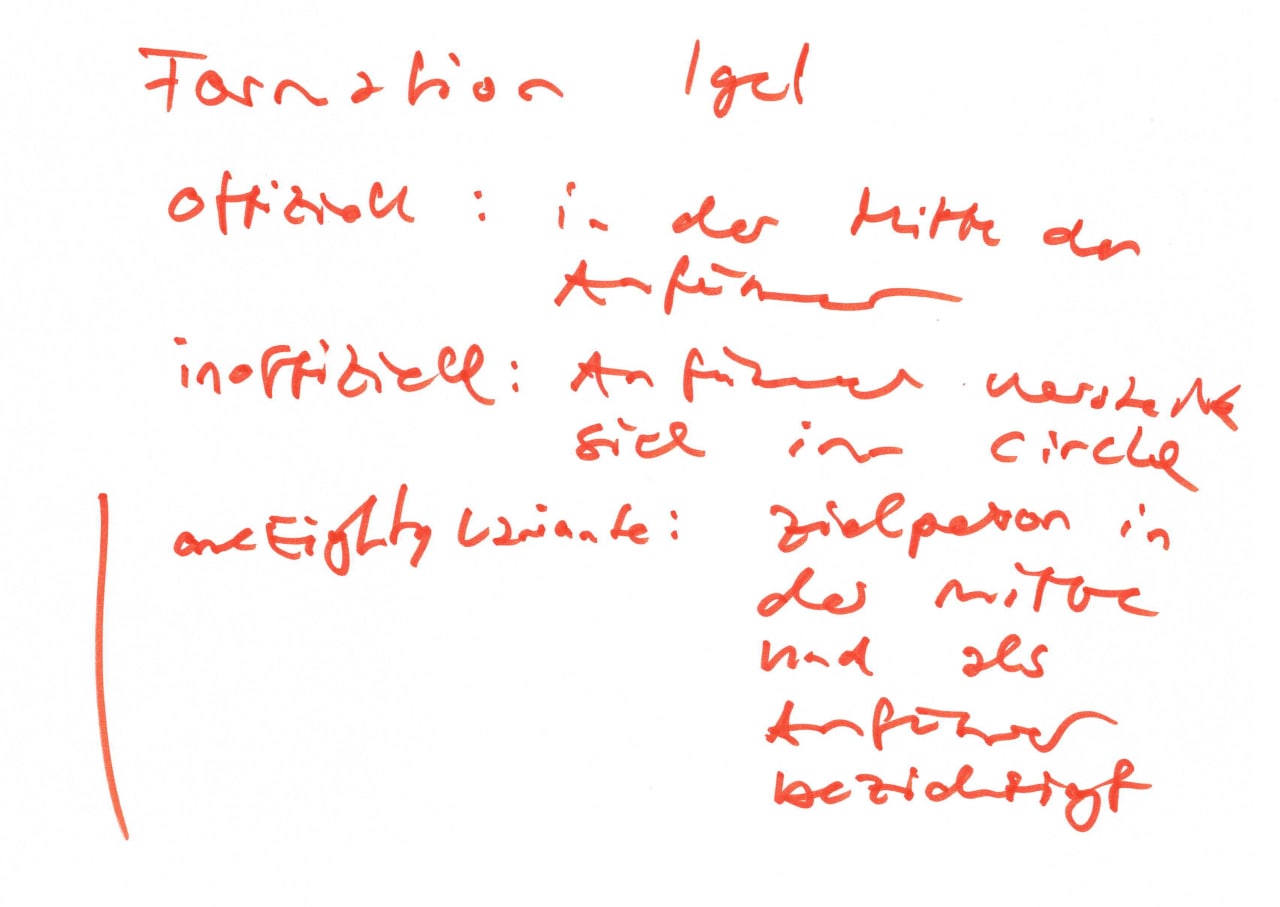 Formation Igel
offiziell : in der Mitte der
Anführer
inoffiziell : Anführer versteckt
sich im Circle
oneEighty Variante : Zielperson in
der Mitte
und als
Anführer
bezichtigt